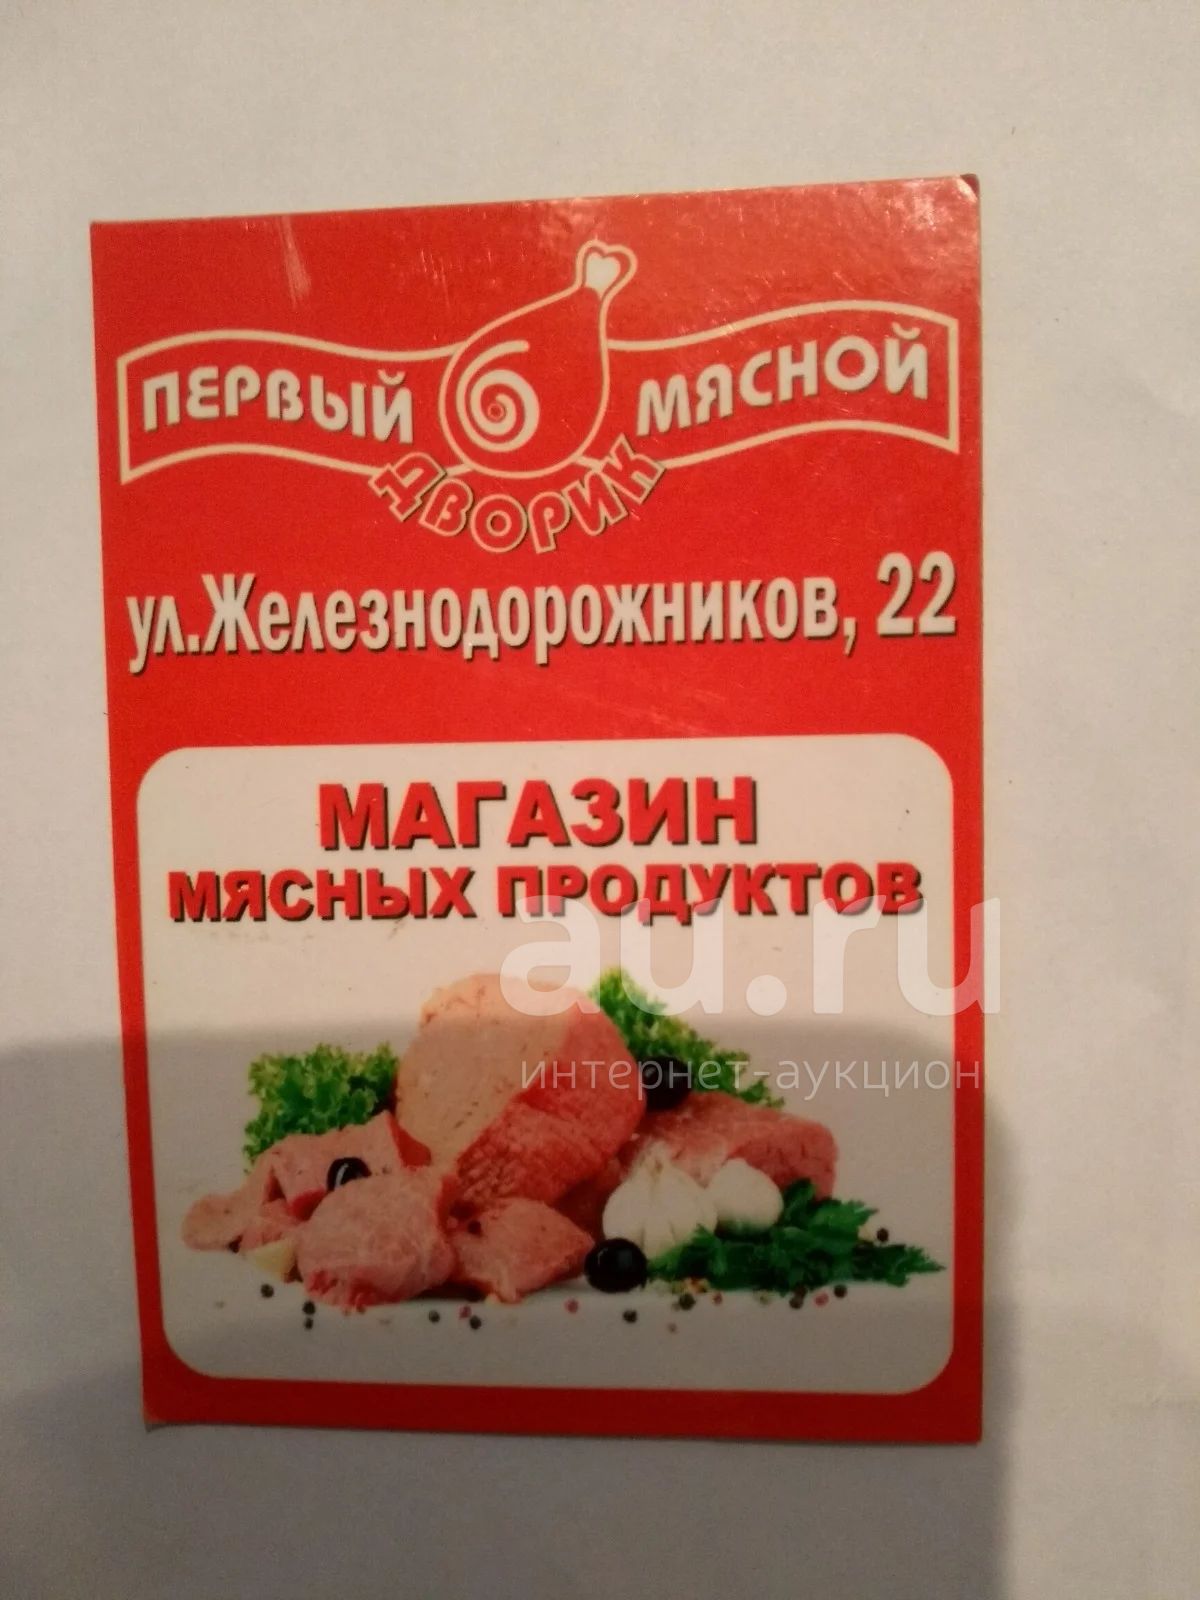 ПЕРВЫЙ МЯСНОЙ
ДВОРИК
ул.Железнодорожников, 22
МАГАЗИН
МЯСНЫХ ПРОДУКТОВ
au.ru
интернет-аукцион